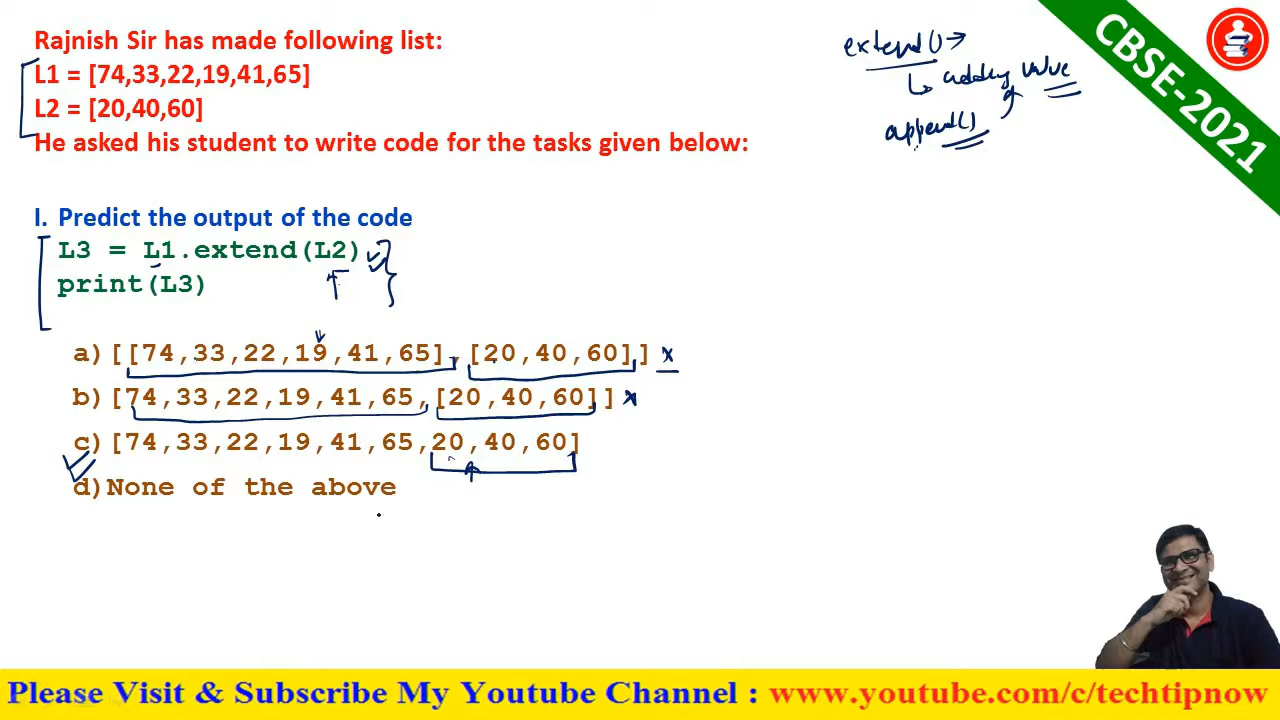 Rajnish Sir has made following list:
L1 = [74,33,22,19,41,65]
L2 = [20,40,60]
He asked his student to write code for the tasks given below:
extend() →
adding value
append()
CBSE-2021
I. Predict the output of the code
L3 = L1.extend(L2)
print(L3)
a)[[74,33,22,19,41,65],[20,40,60]]
b)[74,33,22,19,41,65,[20,40,60]]
c)[74,33,22,19,41,65,20,40,60]
d)None of the above
Please Visit & Subscribe My Youtube Channel : www.youtube.com/c/techtipnow